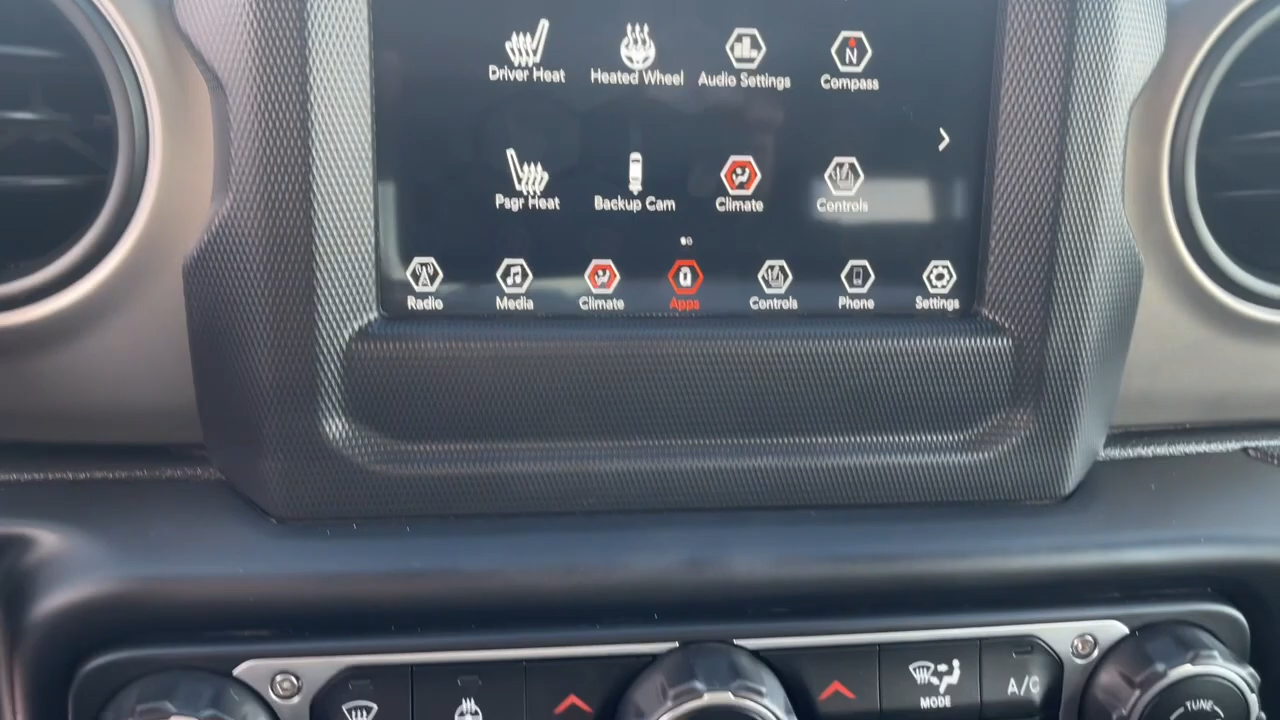 Driver Heat
Heated Wheel
Audio Settings
N
Compass
Psgr Heat
Backup Cam
Climate
Controls
Radio
Media
Climate
Apps
Controls
Phone
Settings
MODE
A/C
TUNE